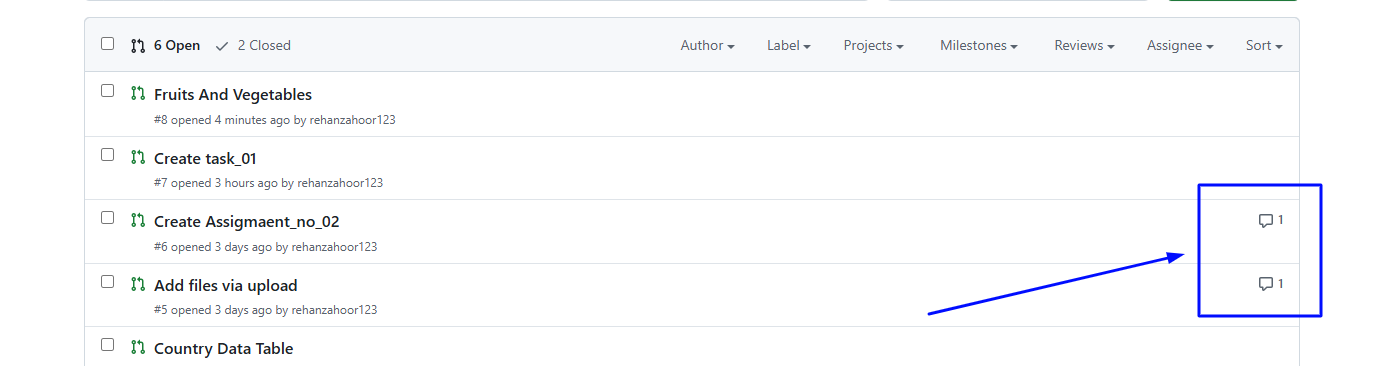 6 Open 2 Closed Author Label Projects Milestones Reviews Assignee Sort
Fruits And Vegetables
#8 opened 4 minutes ago by rehanzahoor123
Create task_01
#7 opened 3 hours ago by rehanzahoor123
Create Assigmaent_no_02 1
#6 opened 3 days ago by rehanzahoor123
Add files via upload 1
#5 opened 3 days ago by rehanzahoor123
Country Data Table